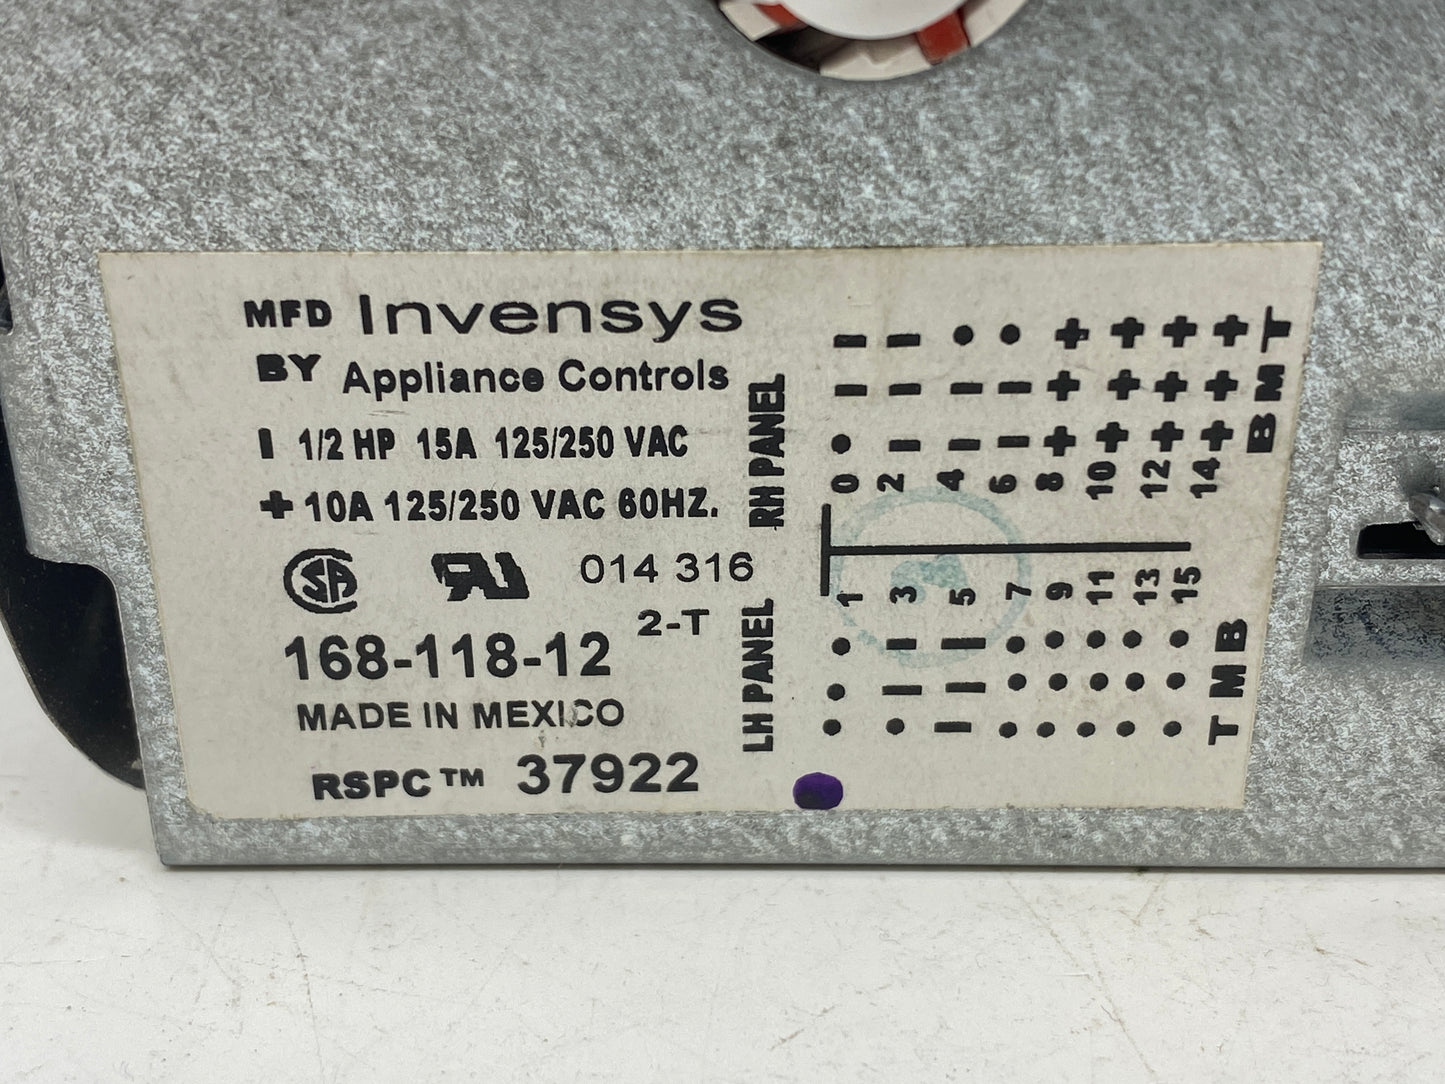 MFD Invensys
BY Appliance Controls
❙ 1/2 HP 15A 125/250 VAC
+ 10A 125/250 VAC 60HZ.
SA RU 014 316
2-T
168-118-12
MADE IN MEXICO
RSPC™ 37922
RH PANEL
❙ ❙ • • + + + + T
❙ ❙ ❙ ❙ + + + + M
• ❙ ❙ ❙ + + + + B
0 2 4 6 8 10 12 14
LH PANEL
1 3 5 7 9 11 13 15
• ❙ ❙ • • • • • B
• ❙ ❙ • • • • • M
• • ❙ • • • • • T